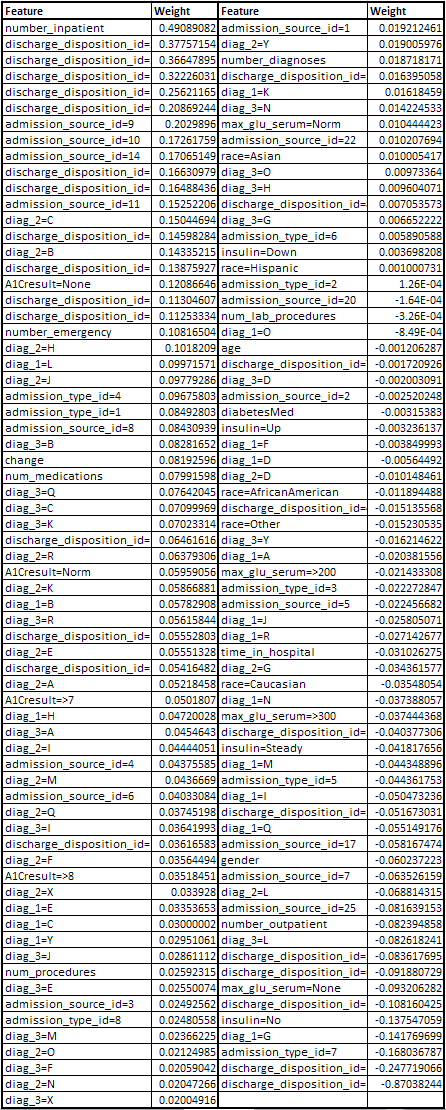 Feature Weight Feature Weight
number_inpatient 0.49089082 admission_source_id=1 0.019212461
discharge_disposition_id= 0.37757154 diag_2=Y 0.019005976
discharge_disposition_id= 0.36647895 number_diagnoses 0.018718171
discharge_disposition_id= 0.32226031 discharge_disposition_id= 0.016395058
discharge_disposition_id= 0.25621165 diag_1=K 0.01618459
discharge_disposition_id= 0.20869244 diag_3=N 0.014224533
admission_source_id=9 0.2029896 max_glu_serum=Norm 0.010444423
admission_source_id=10 0.17261759 admission_source_id=22 0.010207694
admission_source_id=14 0.17065149 race=Asian 0.010005417
discharge_disposition_id= 0.16630979 diag_3=O 0.00973364
discharge_disposition_id= 0.16488436 diag_3=H 0.009604071
admission_source_id=11 0.15252206 discharge_disposition_id= 0.007053573
diag_2=C 0.15044694 diag_3=G 0.006652222
discharge_disposition_id= 0.14598284 admission_type_id=6 0.005890588
diag_2=B 0.14335215 insulin=Down 0.003698208
discharge_disposition_id= 0.13875927 race=Hispanic 0.001000731
A1Cresult=None 0.12086646 admission_type_id=2 1.26E-04
discharge_disposition_id= 0.11304607 admission_source_id=20 -1.64E-04
discharge_disposition_id= 0.11253334 num_lab_procedures -3.26E-04
number_emergency 0.10816504 diag_1=O -8.49E-04
diag_2=H 0.1018209 age -0.001206287
diag_1=L 0.09971571 discharge_disposition_id= -0.001720926
diag_2=J 0.09779286 diag_3=D -0.002003091
admission_type_id=4 0.09675803 admission_source_id=2 -0.002520248
admission_type_id=1 0.08492803 diabetesMed -0.00315383
admission_source_id=8 0.08430939 insulin=Up -0.003236137
diag_3=B 0.08281652 diag_1=F -0.003849993
change 0.08192596 diag_1=D -0.00564492
num_medications 0.07991598 diag_2=D -0.010148461
diag_3=Q 0.07642045 race=AfricanAmerican -0.011894488
diag_3=C 0.07099969 discharge_disposition_id= -0.015135568
diag_3=K 0.07023314 race=Other -0.015230535
discharge_disposition_id= 0.06461616 diag_3=Y -0.016214622
diag_2=R 0.06379306 diag_1=A -0.020381556
A1Cresult=Norm 0.05959056 max_glu_serum=>200 -0.021433308
diag_2=K 0.05866881 admission_type_id=3 -0.022272847
diag_1=B 0.05782908 admission_source_id=5 -0.022456682
diag_3=R 0.05615844 diag_1=J -0.025805071
discharge_disposition_id= 0.05552803 diag_1=R -0.027142677
diag_2=E 0.05551328 time_in_hospital -0.031026275
discharge_disposition_id= 0.05416482 diag_2=G -0.034361577
diag_2=A 0.05218458 race=Caucasian -0.03548054
A1Cresult=>7 0.0501807 diag_1=N -0.037388057
diag_1=H 0.04720028 max_glu_serum=>300 -0.037444368
diag_3=A 0.0454643 discharge_disposition_id= -0.040377306
diag_2=I 0.04444051 insulin=Steady -0.041817656
admission_source_id=4 0.04375585 diag_1=M -0.044348896
diag_2=M 0.0436669 admission_type_id=5 -0.044361753
admission_source_id=6 0.04033084 diag_1=I -0.050473236
diag_2=Q 0.03745198 discharge_disposition_id= -0.051673031
diag_3=I 0.03641993 diag_1=Q -0.055149176
discharge_disposition_id= 0.03616583 admission_source_id=17 -0.058167474
diag_2=F 0.03564494 gender -0.060237223
A1Cresult=>8 0.03518451 admission_source_id=7 -0.063526159
diag_2=X 0.033928 diag_2=L -0.068814315
diag_1=E 0.03353653 admission_source_id=25 -0.081639153
diag_1=C 0.03000002 number_outpatient -0.082394858
diag_1=Y 0.02951061 diag_3=L -0.082618241
diag_3=J 0.02861112 discharge_disposition_id= -0.083617695
num_procedures 0.02592315 discharge_disposition_id= -0.091880729
diag_3=E 0.02550074 max_glu_serum=None -0.093206282
admission_source_id=3 0.02492562 discharge_disposition_id= -0.108160425
admission_type_id=8 0.02480558 insulin=No -0.137547059
diag_3=M 0.02366225 diag_1=G -0.141769699
diag_2=O 0.02124985 admission_type_id=7 -0.168036787
diag_3=F 0.02059042 discharge_disposition_id= -0.247719066
diag_2=N 0.02047266 discharge_disposition_id= -0.87038244
diag_3=X 0.02004916